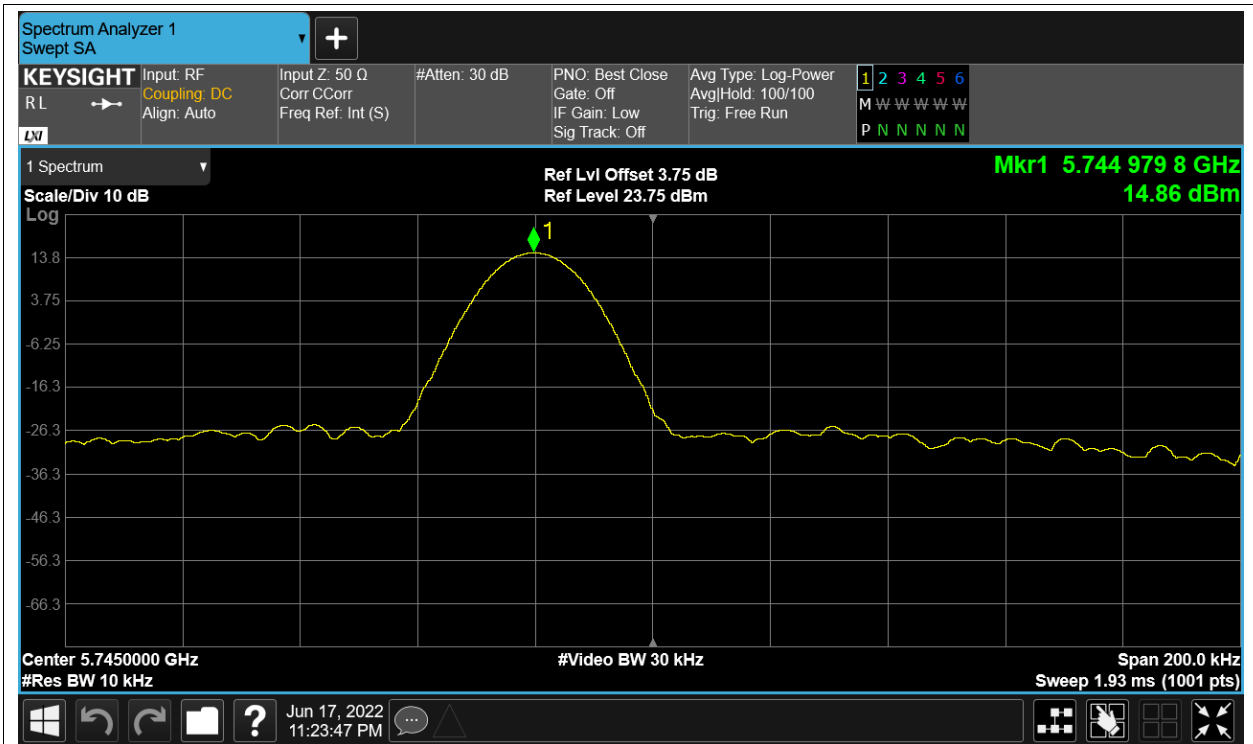 Spectrum Analyzer 1
Swept SA
KEYSIGHT
R L
LXI
Input: RF
Coupling: DC
Align: Auto
Input Z: 50 Ω
Corr CCorr
Freq Ref: Int (S)
#Atten: 30 dB
PNO: Best Close
Gate: Off
IF Gain: Low
Sig Track: Off
Avg Type: Log-Power
Avg|Hold: 100/100
Trig: Free Run
1 2 3 4 5 6
M W W W W W
P N N N N N
1 Spectrum
Scale/Div 10 dB
Log
Ref Lvl Offset 3.75 dB
Ref Level 23.75 dBm
Mkr1 5.744 979 8 GHz
14.86 dBm
1
13.8
3.75
-6.25
-16.3
-26.3
-36.3
-46.3
-56.3
-66.3
Center 5.7450000 GHz
#Res BW 10 kHz
#Video BW 30 kHz
Span 200.0 kHz
Sweep 1.93 ms (1001 pts)
?
Jun 17, 2022
11:23:47 PM